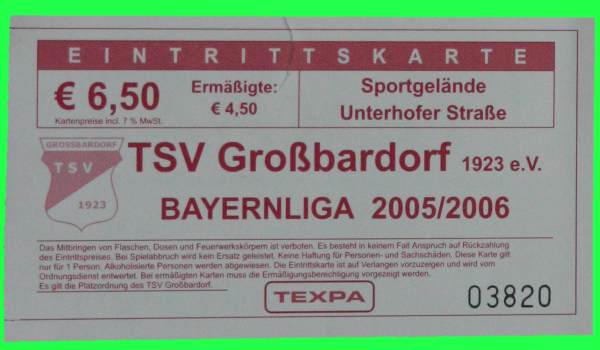 EINTRITTSKARTE
€ 6,50
Kartenpreise incl. 7 % MwSt.
Ermäßigte:
€ 4,50
Sportgelände
Unterhofer Straße
GROSSBARDORF
TSV
1923
TSV Großbardorf 1923 e.V.
BAYERNLIGA 2005/2006
Das Mitbringen von Flaschen, Dosen und Feuerwerkskörpern ist verboten. Es besteht in keinem Fall Anspruch auf Rückzahlung
des Eintrittspreises. Bei Spielabbruch wird kein Ersatz geleistet. Keine Haftung für Personen- und Sachschäden. Diese Karte gilt
nur für 1 Person. Alkoholisierte Personen werden abgewiesen. Die Eintrittskarte ist auf Verlangen vorzuzeigen und wird vom
Ordnungsdienst entwertet. Bei ermäßigten Karten muss die Ermäßigungsberechtigung vorgezeigt werden.
Es gilt die Platzordnung des TSV Großbardorf.
TEXPA
03820